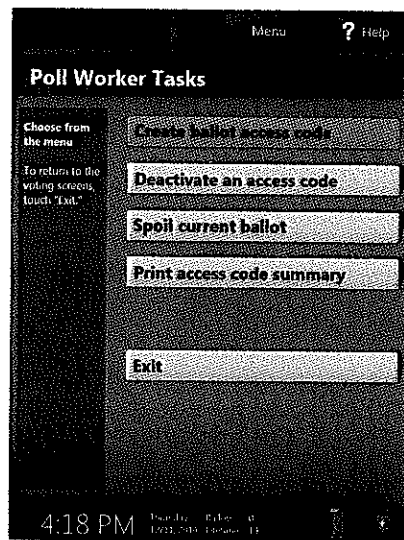 Menu
? Help
Poll Worker Tasks
Choose from
the menu
To return to the
voting screens,
touch "Exit."
Create ballot access code
Deactivate an access code
Spoil current ballot
Print access code summary
Exit
4:18 PM